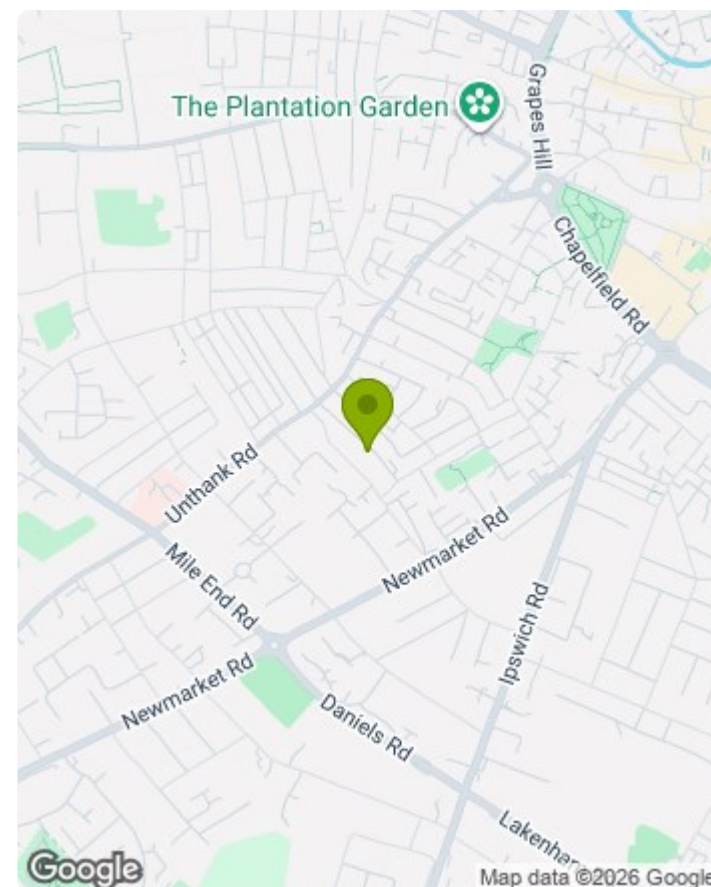 The Plantation Garden
Grapes Hill
Chapelfield Rd
Unthank Rd
Newmarket Rd
Mile End Rd
Ipswich Rd
Newmarket Rd
Daniels Rd
Google
Map data ©2026 Google